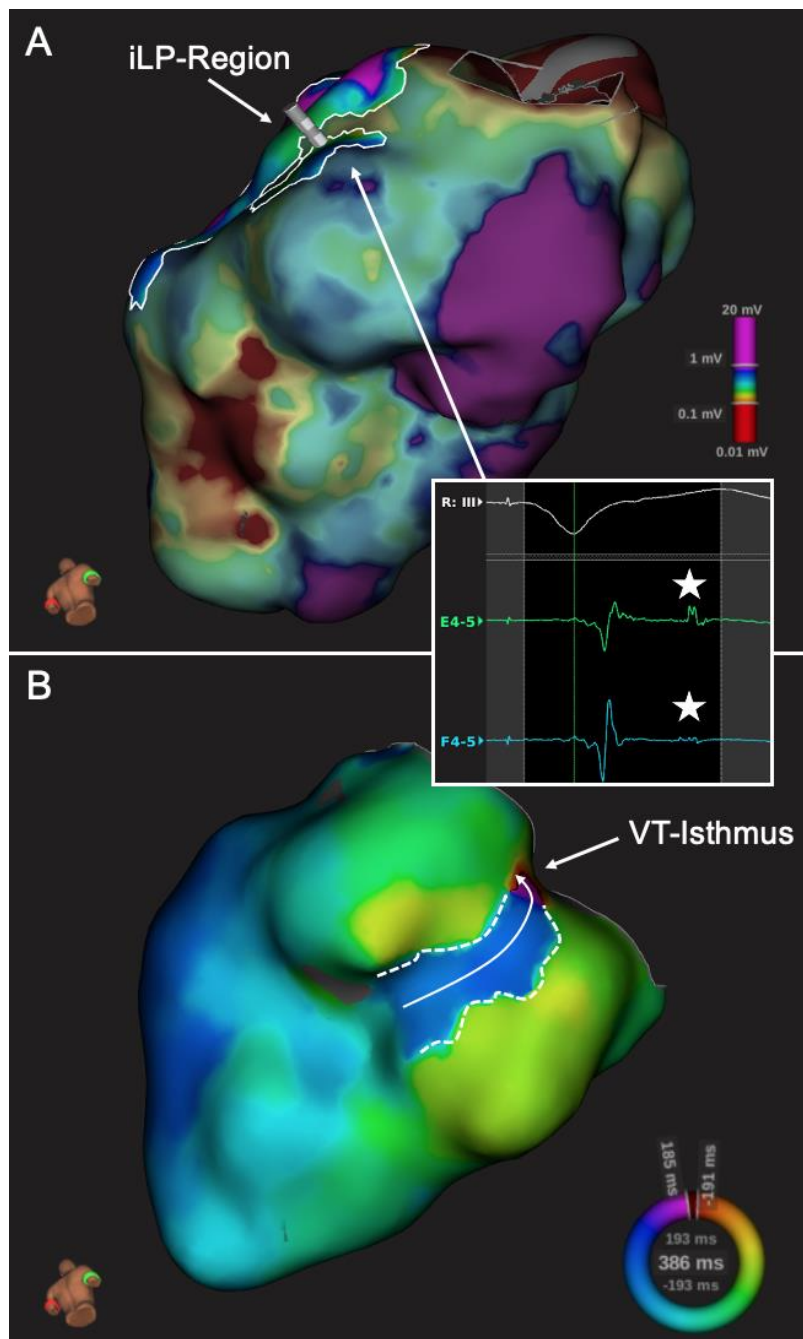 A
iLP-Region
20 mV
1 mV
0.1 mV
0.01 mV
R: III
E4-5
F4-5
B
VT-Isthmus
185 ms
-191 ms
193 ms
386 ms
-193 ms